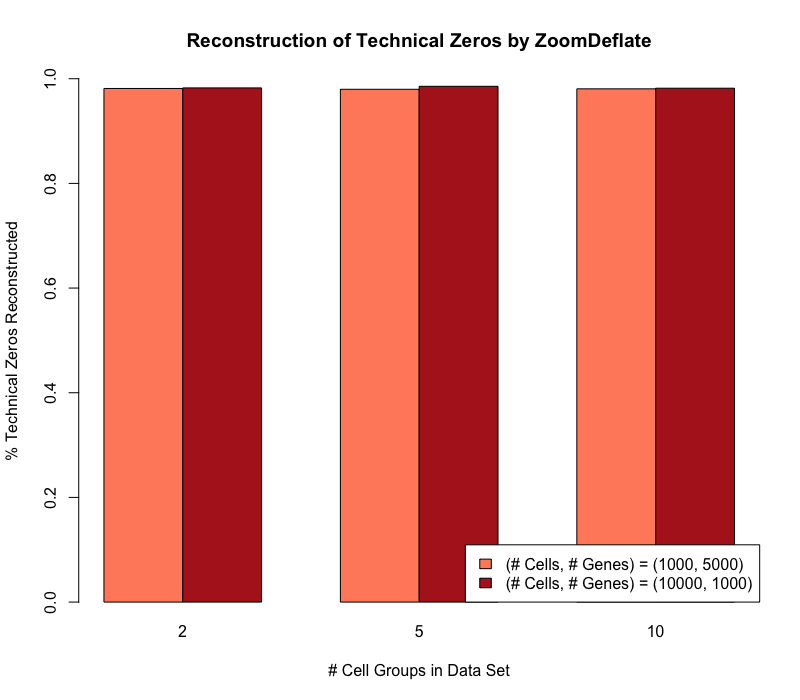 Reconstruction of Technical Zeros by ZoomDeflate
% Technical Zeros Reconstructed
1.0
0.8
0.6
0.4
0.2
0.0
(# Cells, # Genes) = (1000, 5000)
(# Cells, # Genes) = (10000, 1000)
2 5 10
# Cell Groups in Data Set